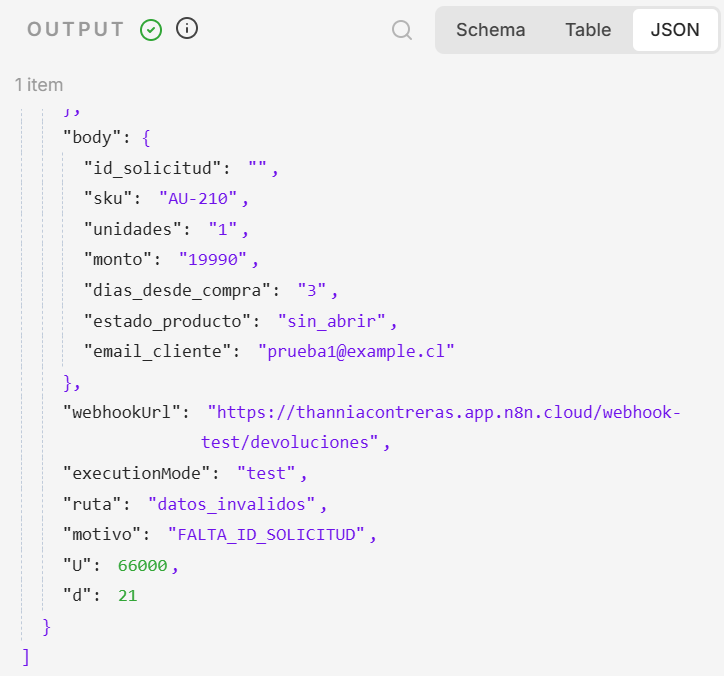 OUTPUT
Schema Table JSON
1 item
},
"body": {
"id_solicitud": "",
"sku": "AU-210",
"unidades": "1",
"monto": "19990",
"dias_desde_compra": "3",
"estado_producto": "sin_abrir",
"email_cliente": "prueba1@example.cl"
},
"webhookUrl": "https://thanniacontreras.app.n8n.cloud/webhook-
test/devoluciones",
"executionMode": "test",
"ruta": "datos_invalidos",
"motivo": "FALTA_ID_SOLICITUD",
"U": 66000,
"d": 21
}
]